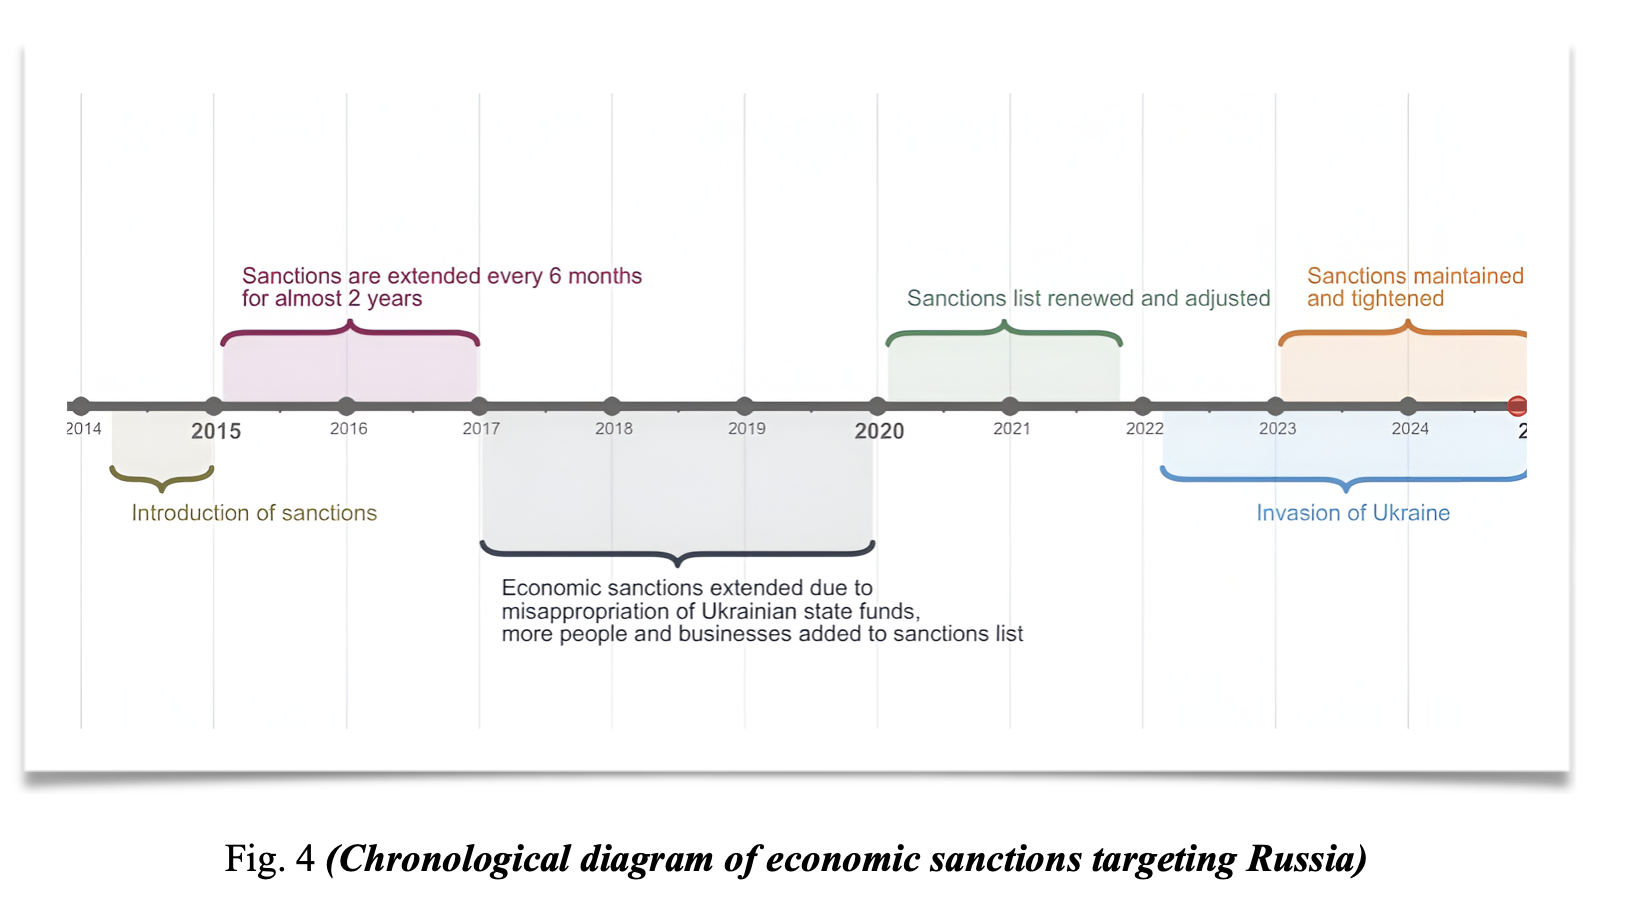 Sanctions are extended every 6 months
for almost 2 years
Sanctions list renewed and adjusted
Sanctions maintained
and tightened
2014 2015 2016 2017 2018 2019 2020 2021 2022 2023 2024 2
Introduction of sanctions
Invasion of Ukraine
Economic sanctions extended due to
misappropriation of Ukrainian state funds,
more people and businesses added to sanctions list
Fig. 4 (Chronological diagram of economic sanctions targeting Russia)